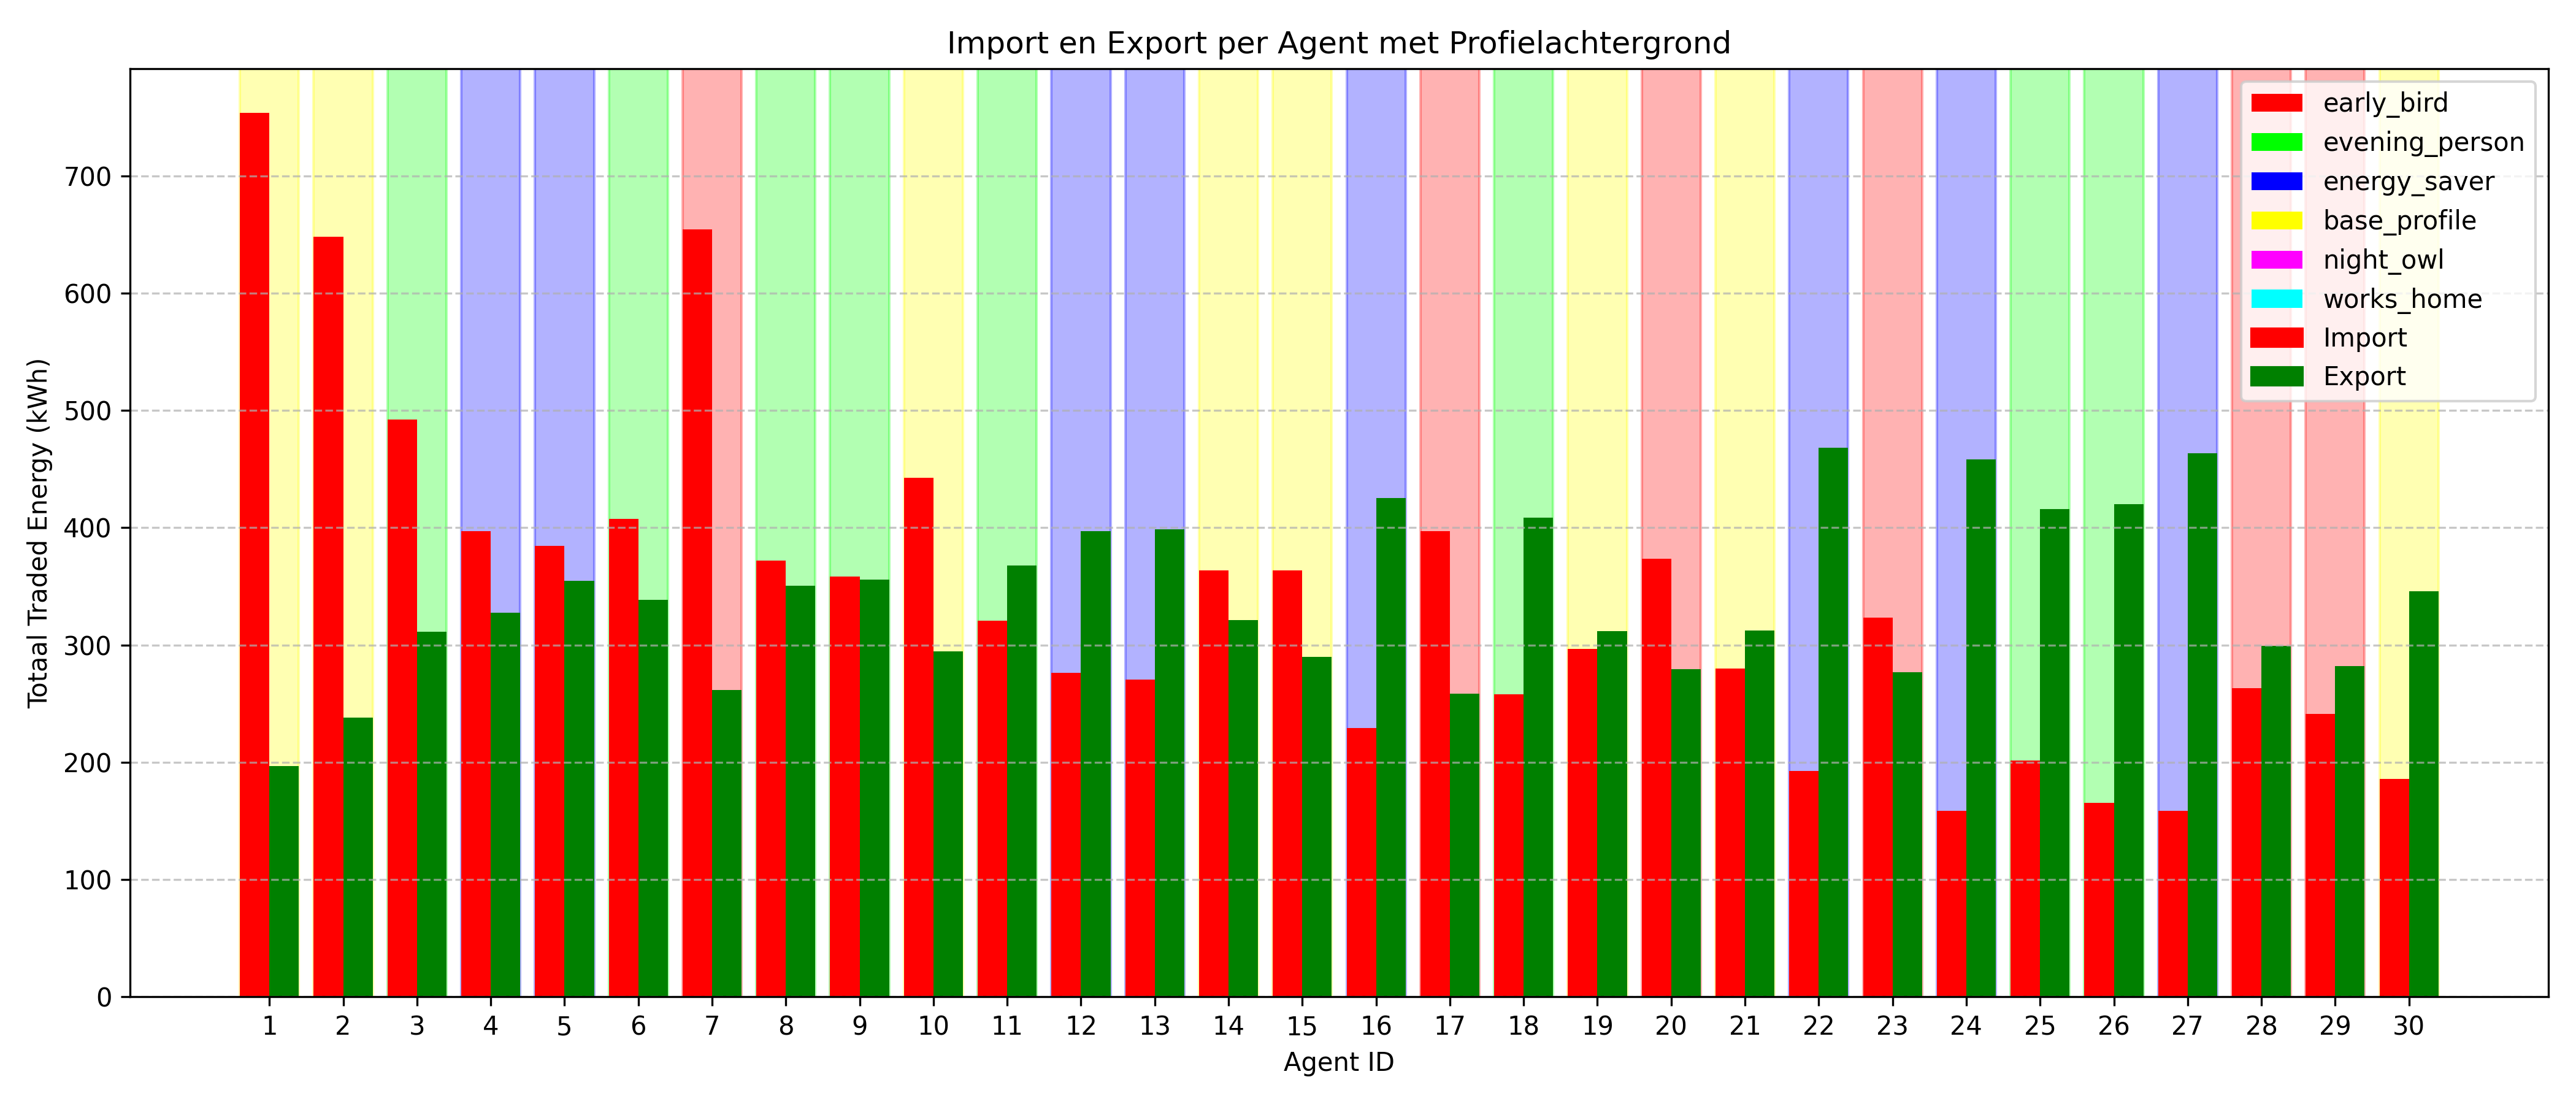 Import en Export per Agent met Profielachtergrond
early_bird
evening_person
energy_saver
base_profile
night_owl
works_home
Import
Export
Totaal Traded Energy (kWh)
700
600
500
400
300
200
100
0
1 2 3 4 5 6 7 8 9 10 11 12 13 14 15 16 17 18 19 20 21 22 23 24 25 26 27 28 29 30
Agent ID